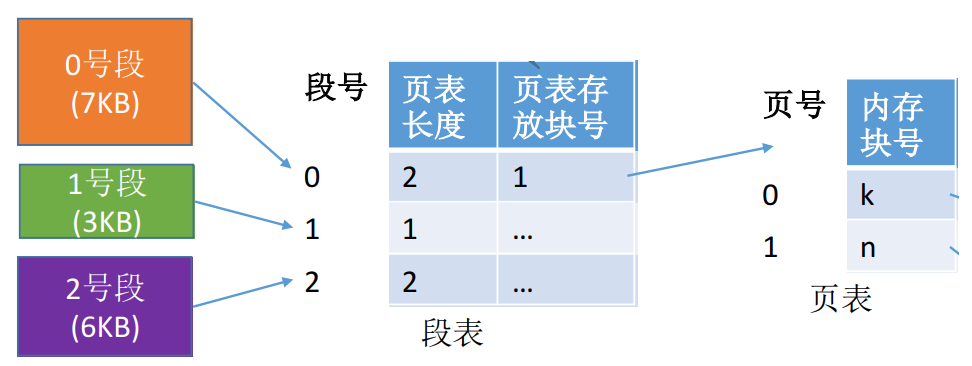 0号段
(7KB)
1号段
(3KB)
2号段
(6KB)
段号
页表
长度
页表存
放块号
0
2
1
1
1
...
2
2
...
段表
页号
内存
块号
0
k
1
n
页表